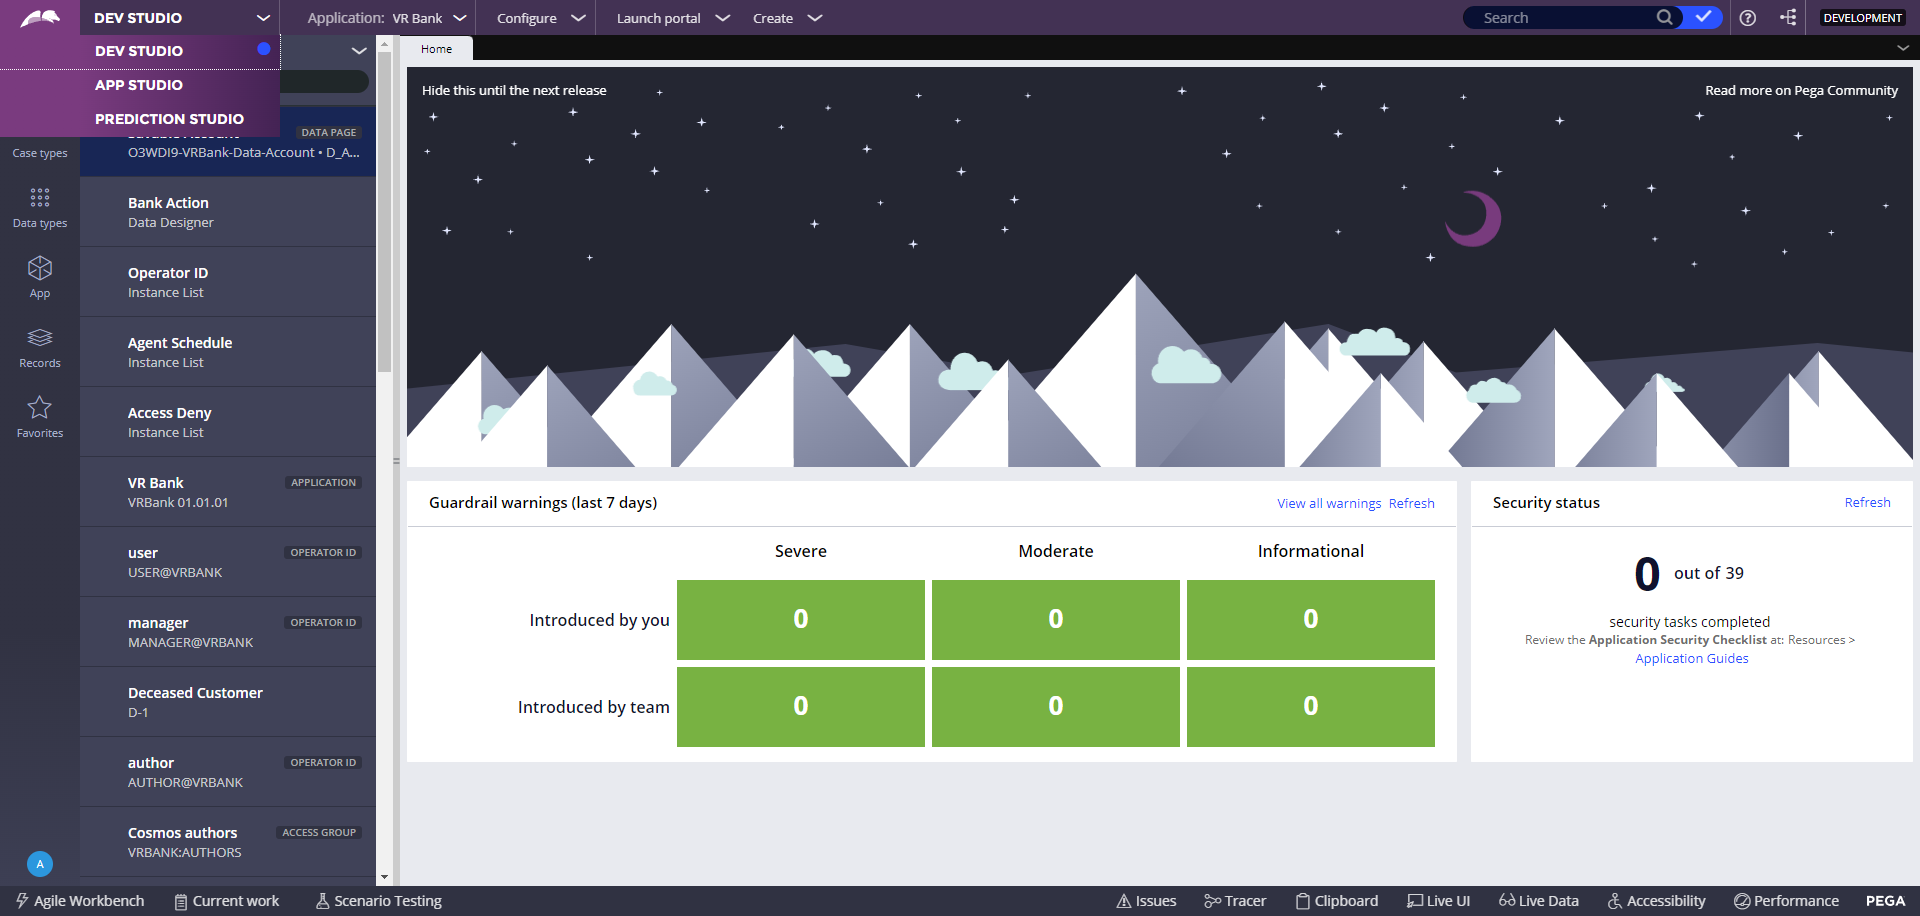 DEV STUDIO
Application: VR Bank
Configure
Launch portal
Create
Search
DEVELOPMENT
DEV STUDIO
APP STUDIO
PREDICTION STUDIO
Home
Case types
Data types
App
Records
Favorites
A
DATA PAGE
O3WDI9-VRBank-Data-Account • D_A...
Bank Action
Data Designer
Operator ID
Instance List
Agent Schedule
Instance List
Access Deny
Instance List
VR Bank
APPLICATION
VRBank 01.01.01
user
OPERATOR ID
USER@VRBANK
manager
OPERATOR ID
MANAGER@VRBANK
Deceased Customer
D-1
author
OPERATOR ID
AUTHOR@VRBANK
Cosmos authors
ACCESS GROUP
VRBANK:AUTHORS
Hide this until the next release
Read more on Pega Community
Guardrail warnings (last 7 days)
View all warnings Refresh
Severe Moderate Informational
Introduced by you 0 0 0
Introduced by team 0 0 0
Security status
Refresh
0 out of 39
security tasks completed
Review the Application Security Checklist at: Resources >
Application Guides
Agile Workbench
Current work
Scenario Testing
Issues
Tracer
Clipboard
Live UI
Live Data
Accessibility
Performance
PEGA